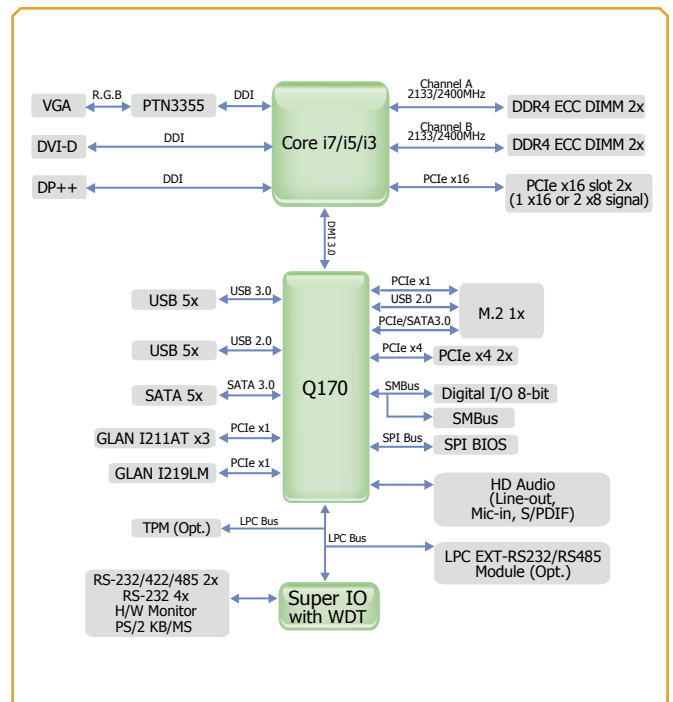 VGA
R.G.B
PTN3355
DDI
DVI-D
DDI
DP++
DDI
Core i7/i5/i3
Channel A
2133/2400MHz
DDR4 ECC DIMM 2x
Channel B
2133/2400MHz
DDR4 ECC DIMM 2x
PCIe x16
PCIe x16 slot 2x
(1 x16 or 2 x8 signal)
DMI 3.0
USB 5x
USB 3.0
USB 5x
USB 2.0
SATA 5x
SATA 3.0
GLAN I211AT x3
PCIe x1
GLAN I219LM
PCIe x1
Q170
PCIe x1
USB 2.0
PCIe/SATA3.0
M.2 1x
PCIe x4
PCIe x4 2x
SMBus
Digital I/O 8-bit
SMBus
SPI Bus
SPI BIOS
HD Audio
(Line-out,
Mic-in, S/PDIF)
TPM (Opt.)
LPC Bus
LPC Bus
LPC EXT-RS232/RS485
Module (Opt.)
RS-232/422/485 2x
RS-232 4x
H/W Monitor
PS/2 KB/MS
Super IO
with WDT